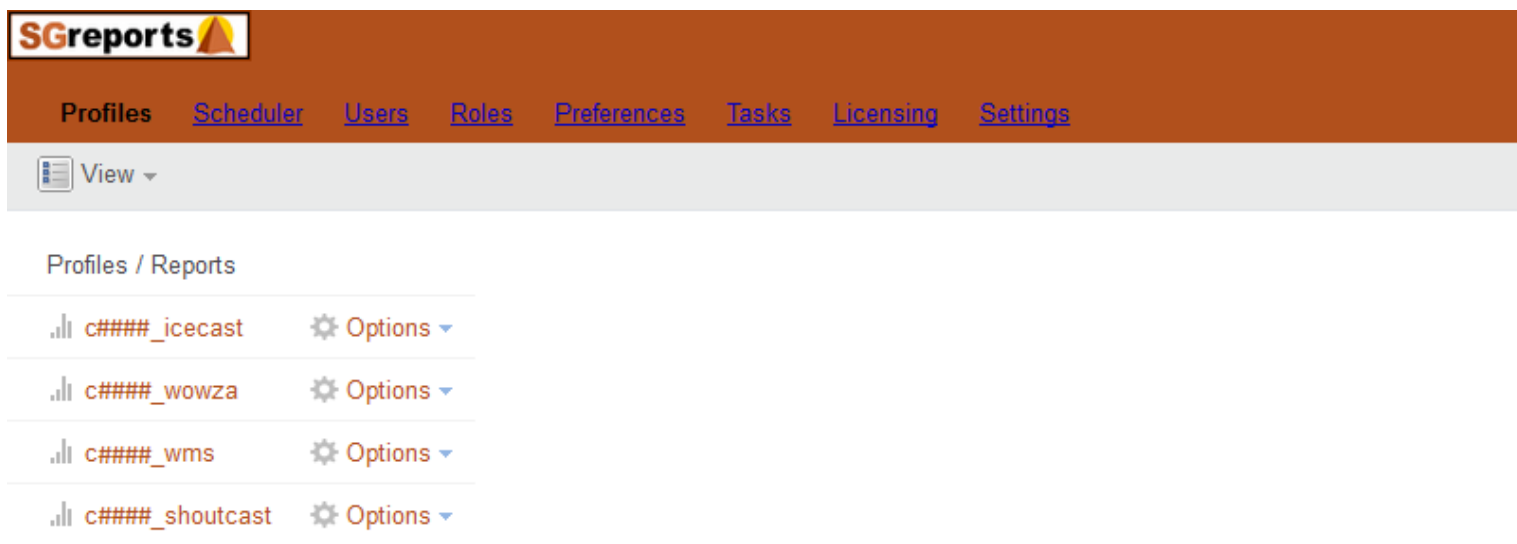 SGreports
Profiles Scheduler Users Roles Preferences Tasks Licensing Settings
View
Profiles / Reports
c####_icecast Options
c####_wowza Options
c####_wms Options
c####_shoutcast Options